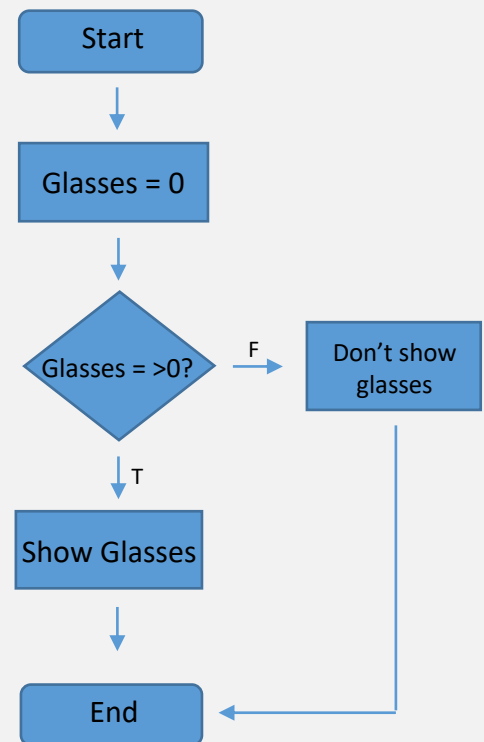 Start
Glasses = 0
Glasses = >0?
F
Don’t show
glasses
T
Show Glasses
End